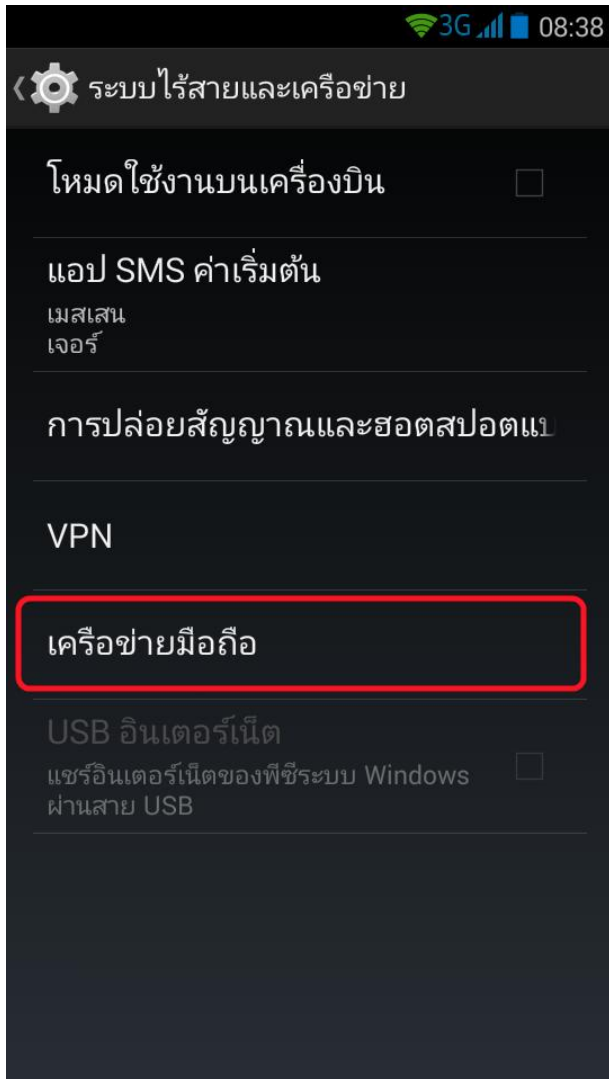 3G 08:38
ระบบไร้สายและเครือข่าย
โหมดใช้งานบนเครื่องบิน
แอป SMS ค่าเริ่มต้น
เมสเสน
เจอร์
การปล่อยสัญญาณและฮอตสปอตแบ
VPN
เครือข่ายมือถือ
USB อินเตอร์เน็ต
แชร์อินเตอร์เน็ตของพีซีระบบ Windows
ผ่านสาย USB